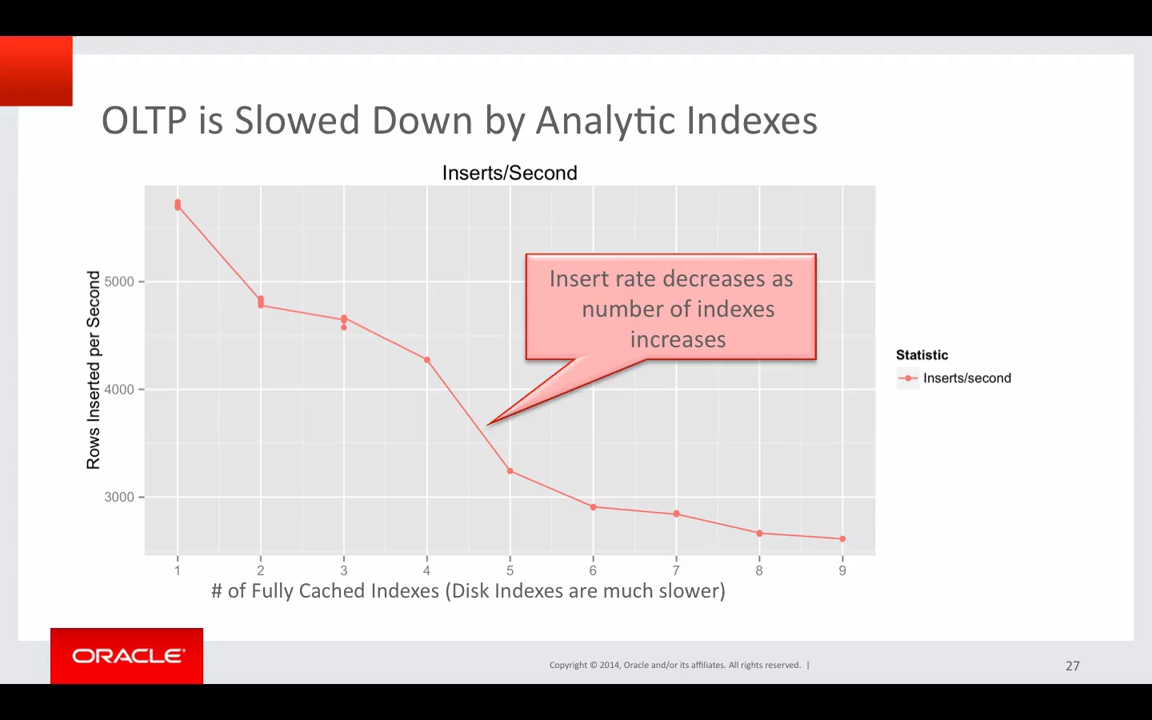 OLTP is Slowed Down by Analytic Indexes
Inserts/Second
Rows Inserted per Second
5000
4000
3000
Insert rate decreases as
number of indexes
increases
Statistic
Inserts/second
1 2 3 4 5 6 7 8 9
# of Fully Cached Indexes (Disk Indexes are much slower)
ORACLE®
Copyright © 2014, Oracle and/or its affiliates. All rights reserved. |
27